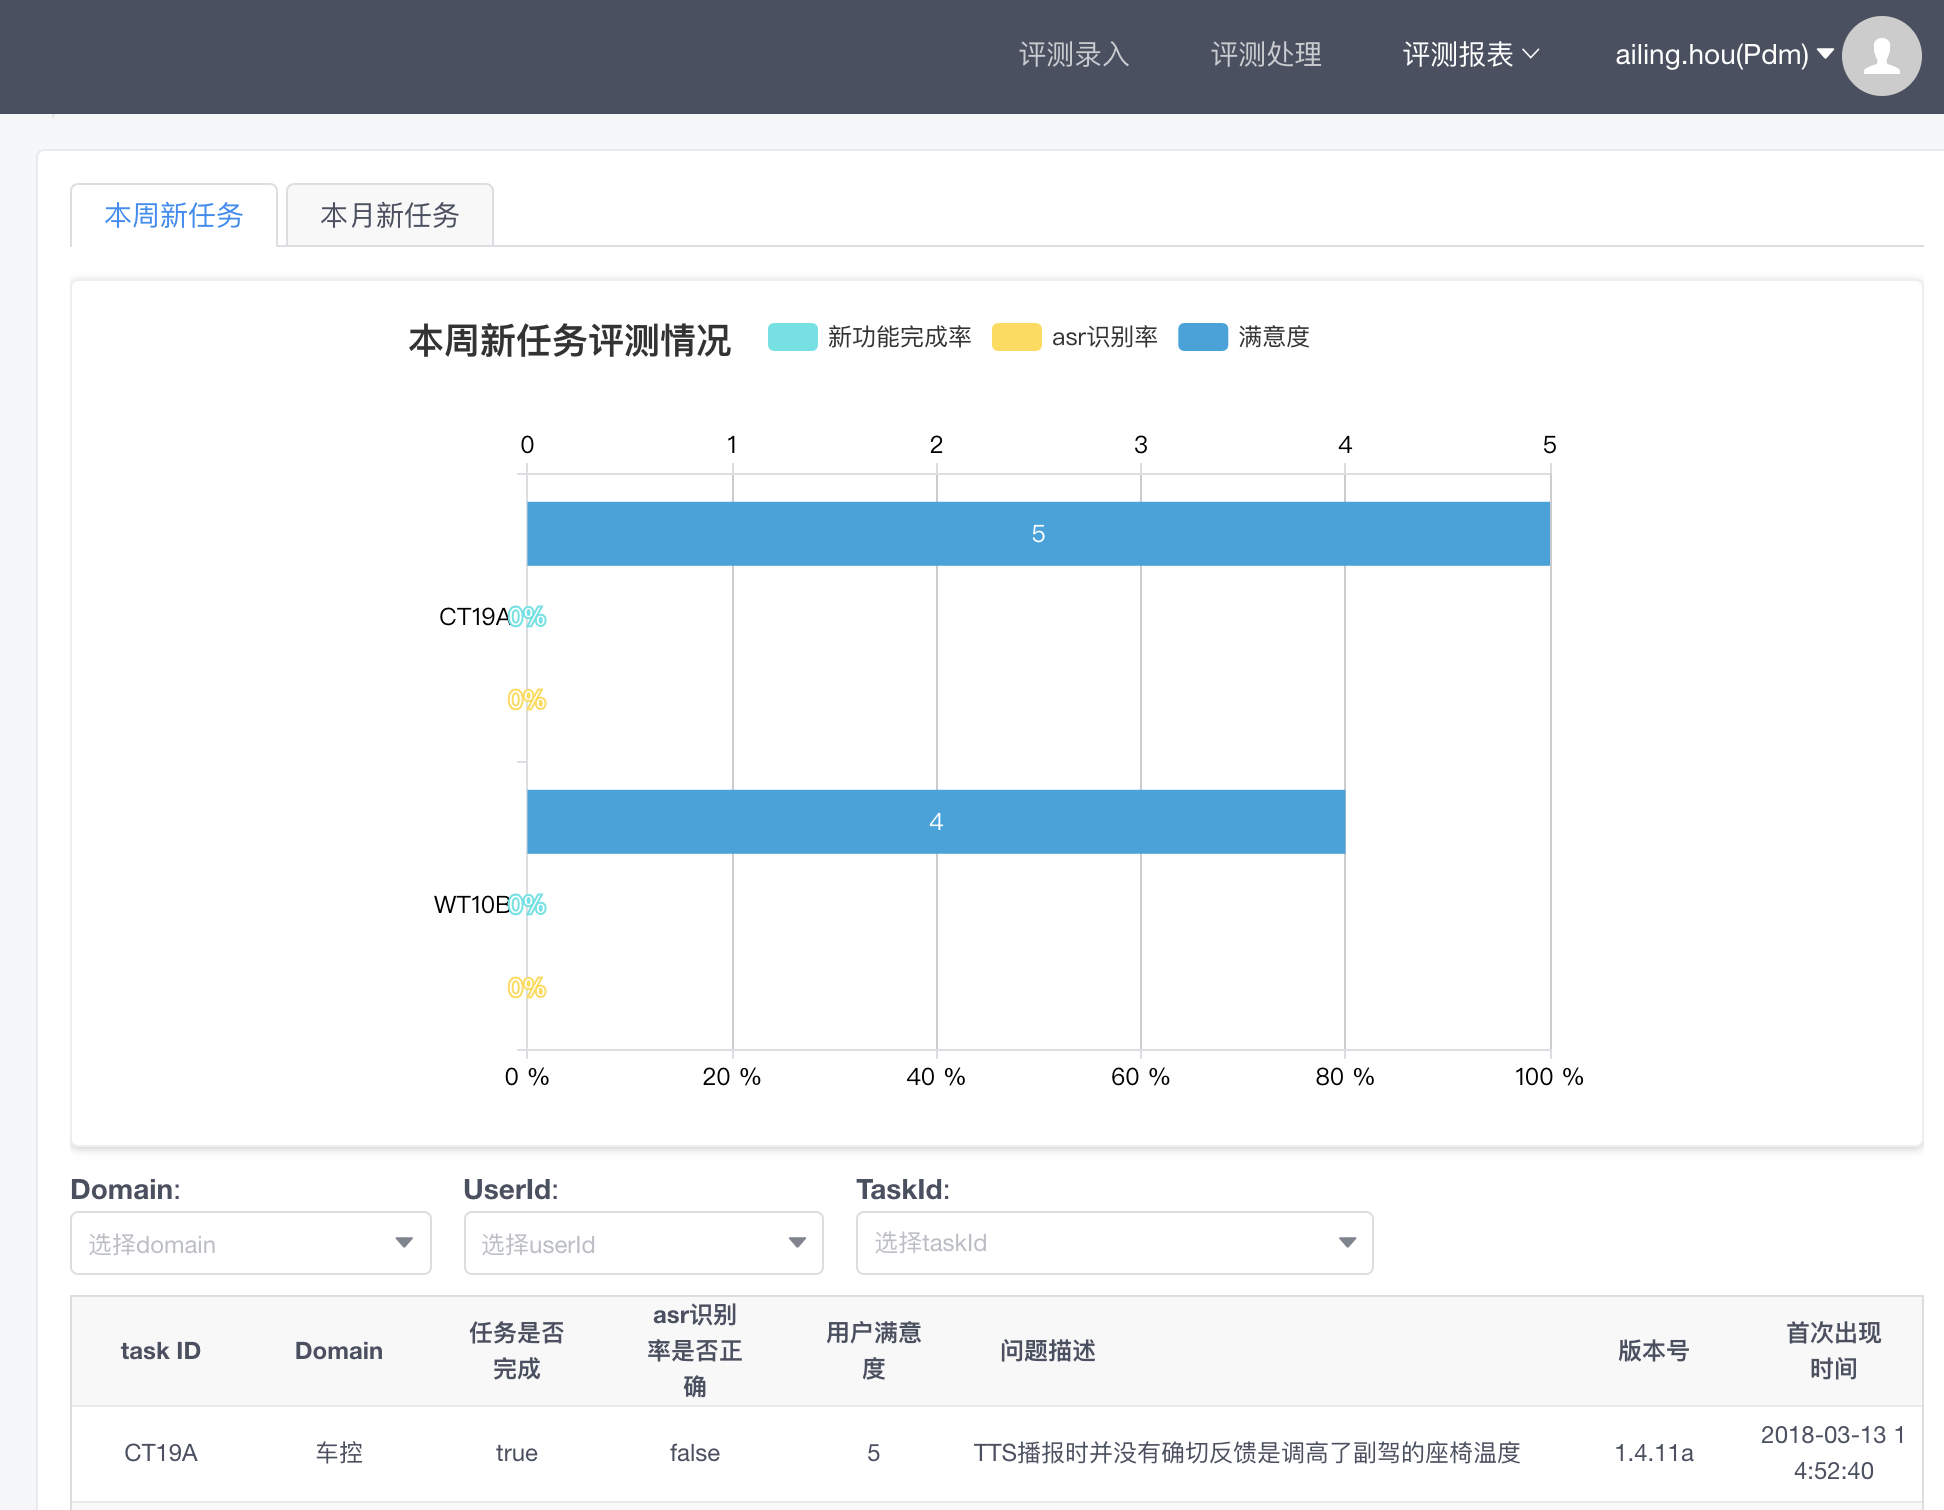 评测录入 评测处理 评测报表 ailing.hou(Pdm)
本周新任务 本月新任务
本周新任务评测情况 新功能完成率 asr识别率 满意度
0 1 2 3 4 5
5
CT19A 0%
0%
4
WT10B 0%
0%
0 % 20 % 40 % 60 % 80 % 100 %
Domain: UserId: TaskId:
选择domain 选择userId 选择taskId
task ID Domain 任务是否完成 asr识别率是否正确 用户满意度 问题描述 版本号 首次出现时间
CT19A 车控 true false 5 TTS播报时并没有确切反馈是调高了副驾的座椅温度 1.4.11a 2018-03-13 14:52:40